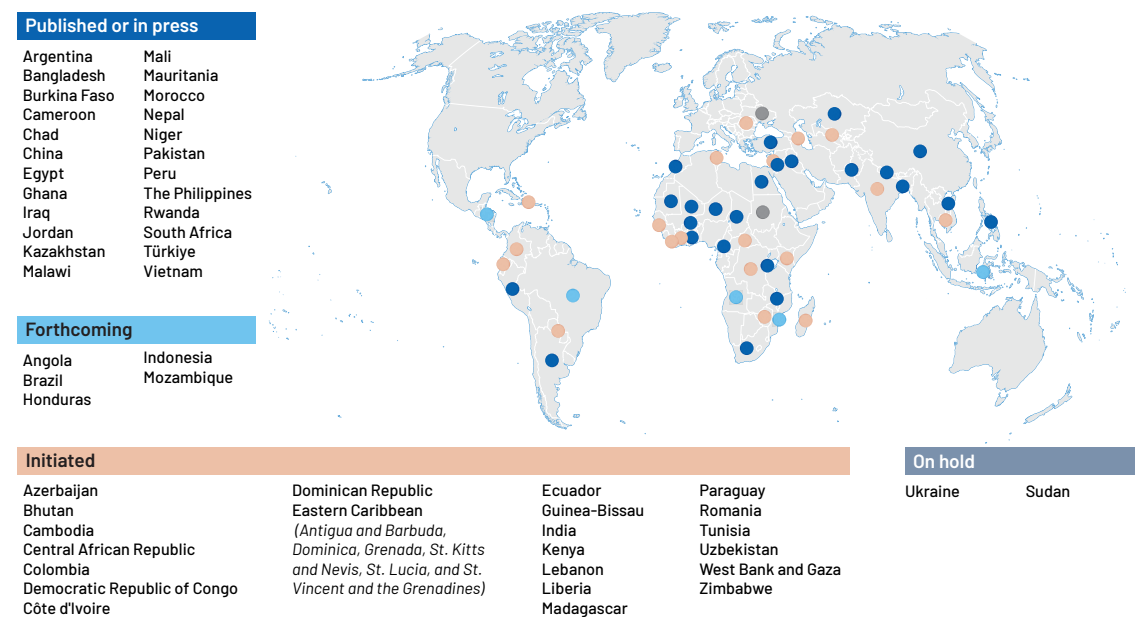 Published or in press
Argentina
Bangladesh
Burkina Faso
Cameroon
Chad
China
Egypt
Ghana
Iraq
Jordan
Kazakhstan
Malawi
Mali
Mauritania
Morocco
Nepal
Niger
Pakistan
Peru
The Philippines
Rwanda
South Africa
Türkiye
Vietnam
Forthcoming
Angola
Brazil
Honduras
Indonesia
Mozambique
Initiated
Azerbaijan
Bhutan
Cambodia
Central African Republic
Colombia
Democratic Republic of Congo
Côte d'Ivoire
Dominican Republic
Eastern Caribbean
(Antigua and Barbuda,
Dominica, Grenada, St. Kitts
and Nevis, St. Lucia, and St.
Vincent and the Grenadines)
Ecuador
Guinea-Bissau
India
Kenya
Lebanon
Liberia
Madagascar
Paraguay
Romania
Tunisia
Uzbekistan
West Bank and Gaza
Zimbabwe
On hold
Ukraine
Sudan